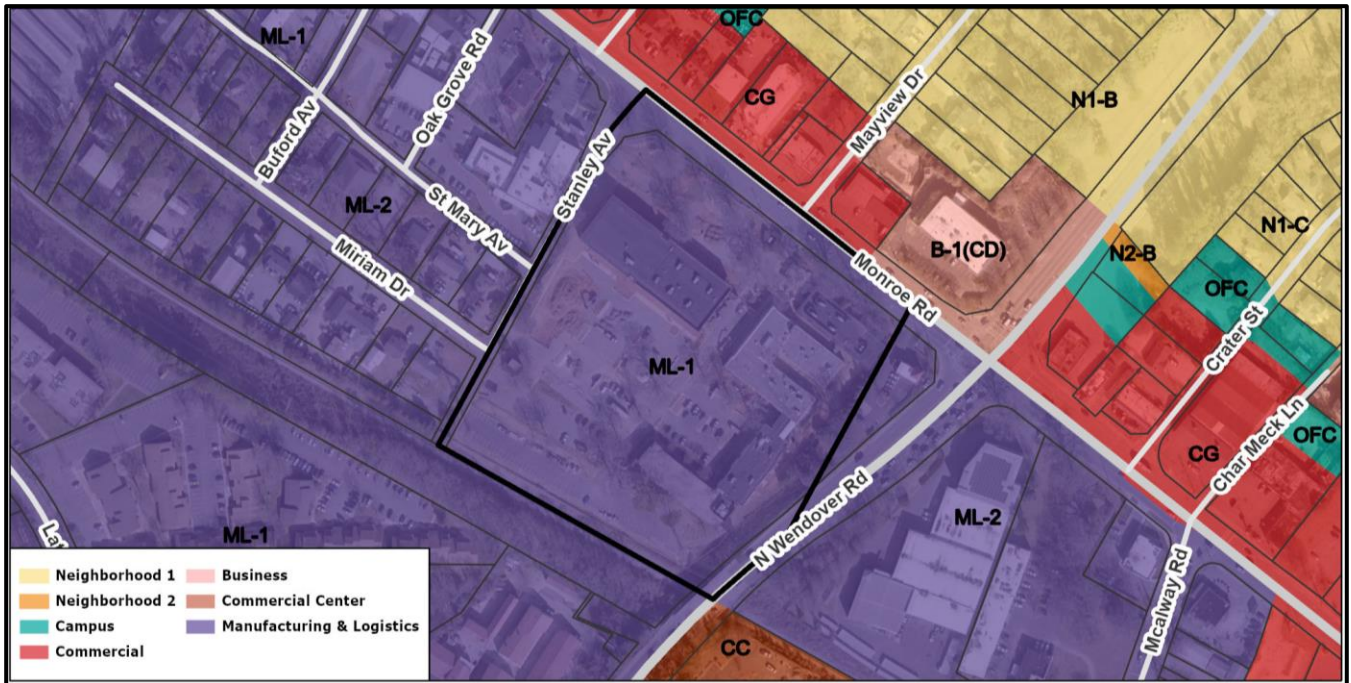 ML-1
Oak Grove Rd
OFC
CG
Mayview Dr
N1-B
Buford Av
Stanley Av
ML-2
St Mary Av
Miriam Dr
Monroe Rd
B-1(CD)
N2-B
N1-C
OFC
Crater St
ML-1
Char Meck Ln
OFC
CG
N Wendover Rd
ML-2
Mcalway Rd
Lat
ML-1
CC
Neighborhood 1
Neighborhood 2
Campus
Commercial
Business
Commercial Center
Manufacturing & Logistics